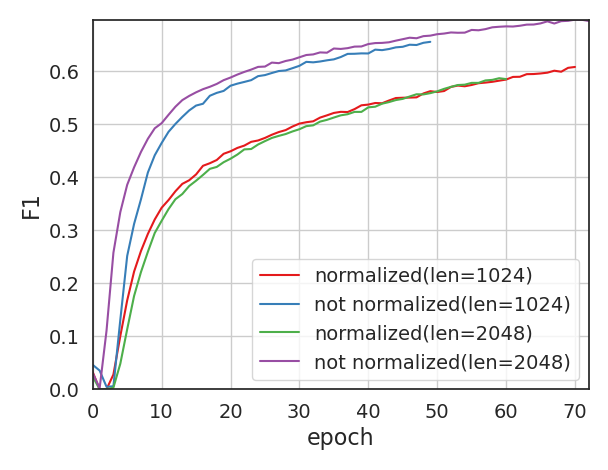 F1
0.6
0.5
0.4
0.3
0.2
0.1
0.0
normalized(len=1024)
not normalized(len=1024)
normalized(len=2048)
not normalized(len=2048)
0 10 20 30 40 50 60 70
epoch